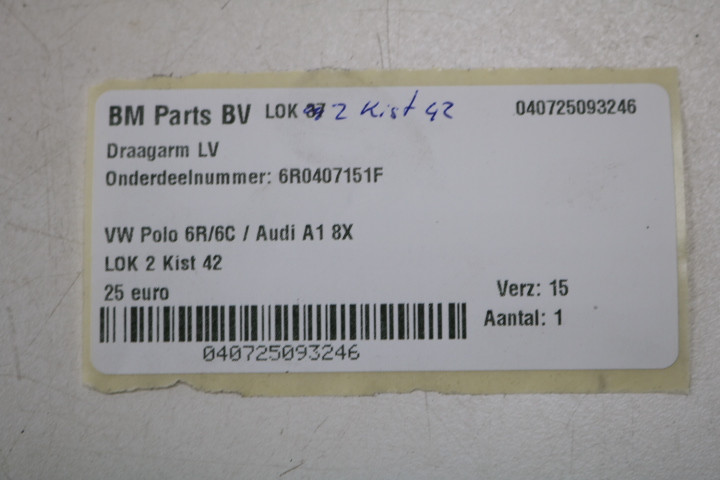 BM Parts BV LOK 2 Kist 42 040725093246
Draagarm LV
Onderdeelnummer: 6R0407151F
VW Polo 6R/6C / Audi A1 8X
LOK 2 Kist 42
25 euro Verz: 15
Aantal: 1
040725093246